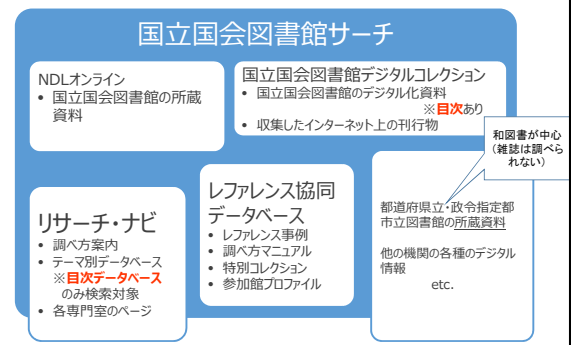 国立国会図書館サーチ
NDLオンライン
• 国立国会図書館の所蔵
資料
国立国会図書館デジタルコレクション
• 国立国会図書館のデジタル化資料
※目次あり
• 収集したインターネット上の刊行物
和図書が中心
（雑誌は調べら
れない）
リサーチ・ナビ
• 調べ方案内
• テーマ別データベース
※目次データベース
のみ検索対象
• 各専門室のページ
レファレンス協同
データベース
• レファレンス事例
• 調べ方マニュアル
• 特別コレクション
• 参加館プロファイル
都道府県立・政令指定都
市立図書館の所蔵資料
他の機関の各種のデジタル
情報
etc.